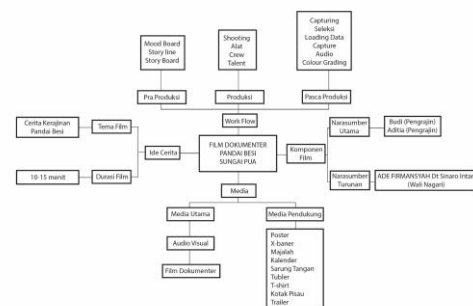 Mood Board
Story line
Story Board
Shooting
Alat
Crew
Talent
Capturing
Seleksi
Loading Data
Capture
Audio
Colour Grading
Pra Produksi
Produksi
Pasca Produksi
Work Flow
Cerita Kerajinan
Pandai Besi
Tema Film
Ide Cerita
10-15 manit
Durasi Film
FILM DOKUMENTER
PANDAI BESI
SUNGAI PUA
Komponen
Film
Narasumber
Utama
Budi (Pengrajin)
Aditia (Pengrajin)
Narasumber
Turunan
ADE FIRMANSYAH Dt Sinaro Intan
(Wali Nagari)
Media
Media Utama
Audio Visual
Film Dokumenter
Media Pendukung
Poster
X-baner
Majalah
Kalender
Sarung Tangan
Tubler
T-shirt
Kotak Pisau
Trailer